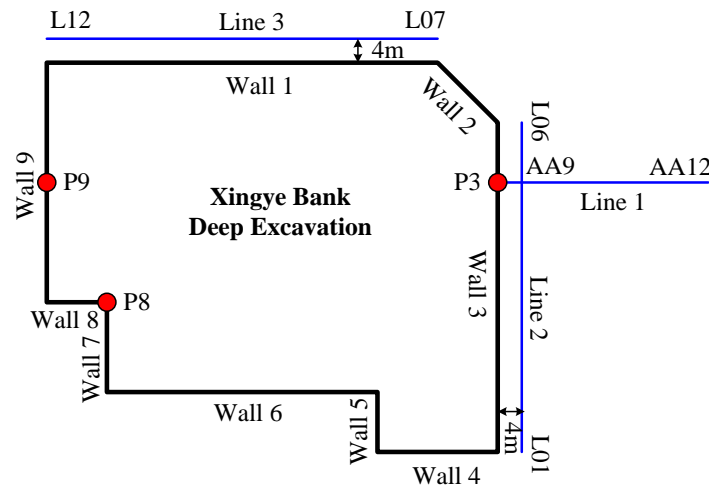 L12
Line 3
L07
4m
Wall 1
Wall 2
L06
Wall 9
P9
Xingye Bank
Deep Excavation
P3
AA9
AA12
Line 1
Wall 3
Line 2
P8
Wall 8
Wall 7
Wall 6
Wall 5
Wall 4
4m
L01